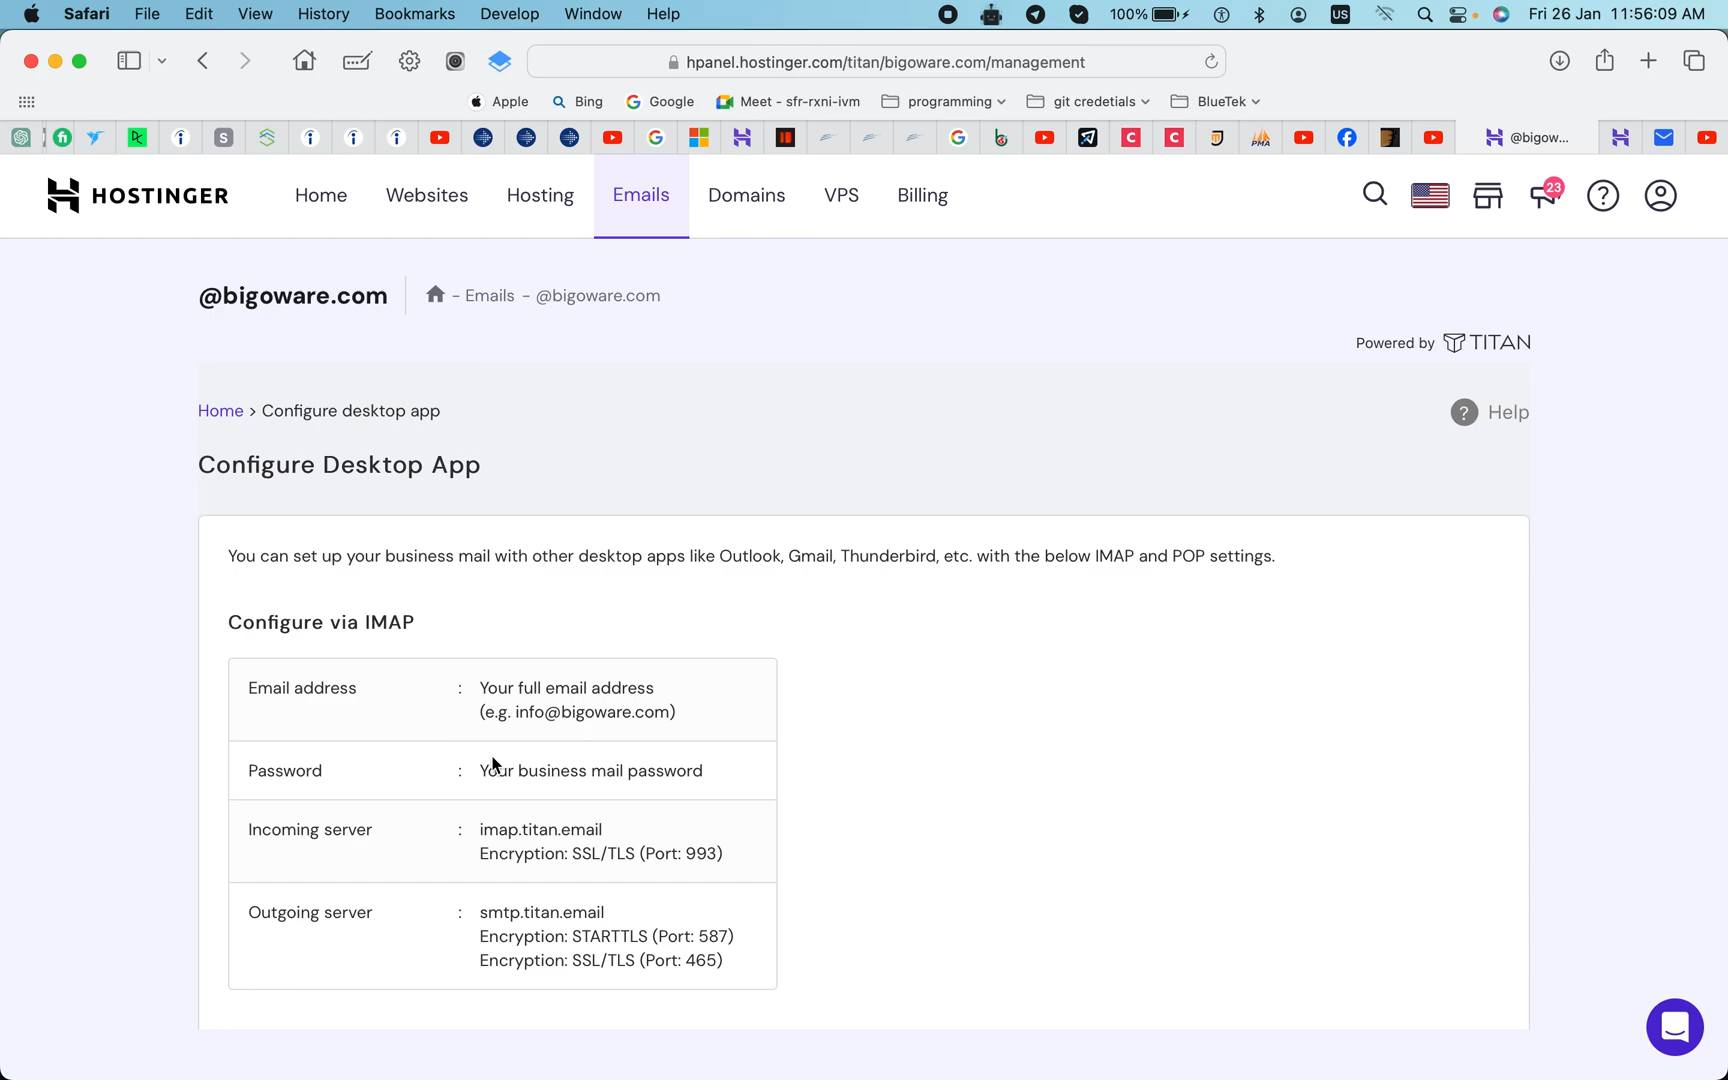 Safari File Edit View History Bookmarks Develop Window Help 100% US Fri 26 Jan 11:56:09 AM
hpanel.hostinger.com/titan/bigoware.com/management
Apple Bing Google Meet - sfr-rxni-ivm programming git credetials BlueTek
@bigow...
HOSTINGER Home Websites Hosting Emails Domains VPS Billing 23
@bigoware.com - Emails - @bigoware.com
Powered by TITAN
Home > Configure desktop app ? Help
Configure Desktop App
You can set up your business mail with other desktop apps like Outlook, Gmail, Thunderbird, etc. with the below IMAP and POP settings.
Configure via IMAP
Email address : Your full email address
(e.g. info@bigoware.com)
Password : Your business mail password
Incoming server : imap.titan.email
Encryption: SSL/TLS (Port: 993)
Outgoing server : smtp.titan.email
Encryption: STARTTLS (Port: 587)
Encryption: SSL/TLS (Port: 465)